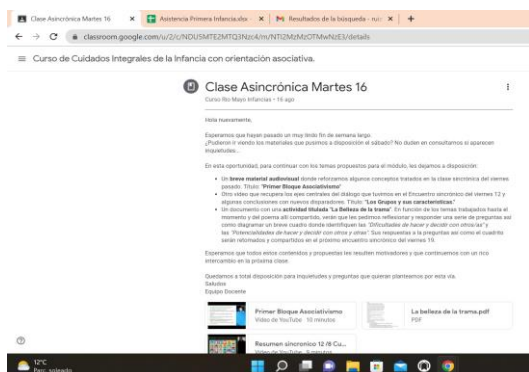 Clase Asincrónica Martes 16
Asistencia Primera Infancia.xlsx -
Resultados de la búsqueda - ruiz
classroom.google.com/u/2/c/NDU5MTE2MTQ3Nzc4/m/NTI2MzMzOTMwNzE3/details
Curso de Cuidados Integrales de la Infancia con orientación asociativa.
Clase Asincrónica Martes 16
Curso Rio Mayo Infancias • 16 ago
Hola nuevamente,
Esperamos que hayan pasado un muy lindo fin de semana largo.
¿Pudieron ir viendo los materiales que pusimos a disposición el sábado? No duden en consultarnos si aparecen
inquietudes...
En esta oportunidad, para continuar con los temas propuestos para el módulo, les dejamos a disposición:
• Un breve material audiovisual donde reforzamos algunos conceptos tratados en la clase sincrónica del viernes
pasado. Título: "Primer Bloque Asociativismo"
• Otro video que recupera los ejes centrales del diálogo que tuvimos en el Encuentro sincrónico del viernes 12 y
algunas conclusiones con nuevos disparadores. Título: "Los Grupos y sus características."
• Un documento con una actividad titulada "La Belleza de la trama". En función de los temas trabajados hasta el
momento y del poema allí compartido, verán que les pedimos reflexionar y responder una serie de preguntas así
como diagramar un breve cuadro donde identifiquen las "Dificultades de hacer y decidir con otros/as" y
las "Potencialidades de hacer y decidir con otros y otras". Sus respuestas a la preguntas así como el cuadrito
serán retomados y compartidos en el próximo encuentro sincrónico del viernes 19.
Esperamos que todos estos contenidos y propuestas les resulten motivadores y que continuemos con un rico
intercambio en la próxima clase.
Quedamos a total disposición para inquietudes y preguntas que quieran plantearnos por esta vía.
Saludos
Equipo Docente
Primer Bloque Asociativismo
Video de YouTube 10 minutos
La belleza de la trama.pdf
PDF
Resumen sincronico 12 /8 Cu...
Video de YouTube 9 minutos
12°C
Parc. soleado